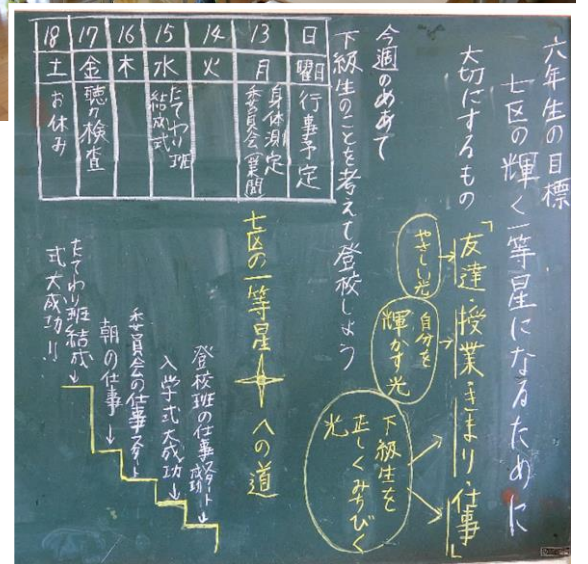 六年生の目標
七区の輝く一等星になるために
大切にするもの
「友達・授業・きまり・仕事」
やさしい光
自分を
輝かす光
下級生を
正しくみちびく
光
今週のめあて
下級生のことを考えて登校しよう
日 曜日 行事予定
13 月 身体測定
委員会(業間)
14 火
15 水 たてわり班
結成式
16 木
17 金 聴力検査
18 土 お休み
七区の一等星への道
登校班の仕事スタート
成功
入学式大成功
委員会の仕事スタート
朝の仕事
たてわり班結成
式大成功!!